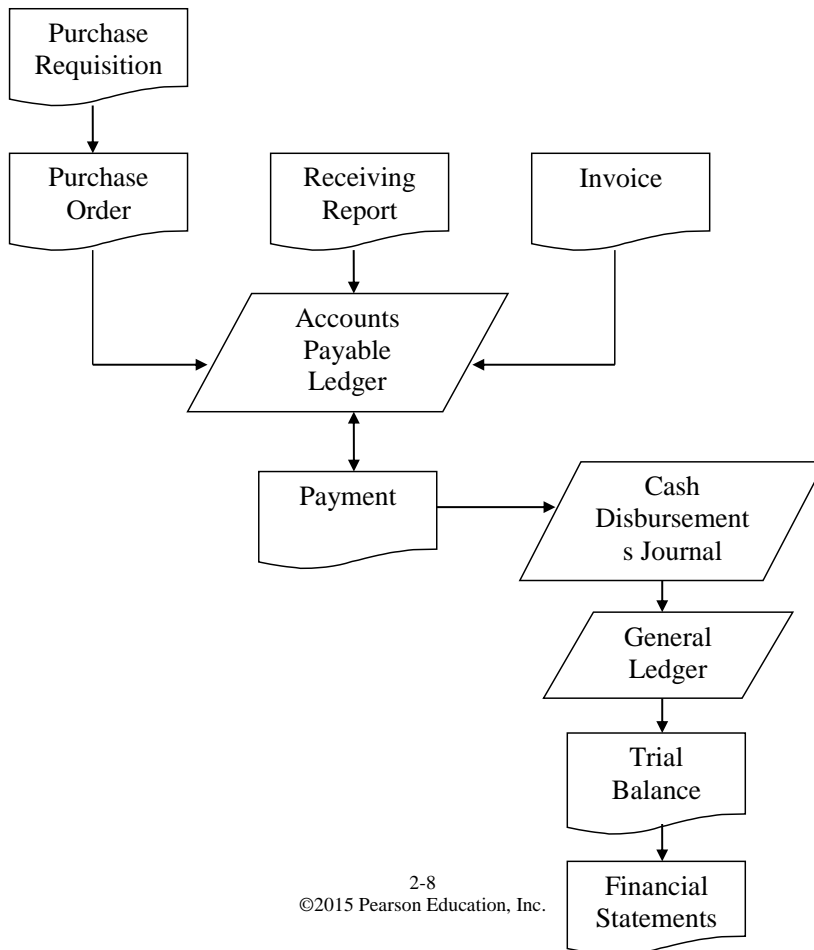 Purchase
Requisition
Purchase
Order
Receiving
Report
Invoice
Accounts
Payable
Ledger
Payment
Cash
Disbursement
s Journal
General
Ledger
Trial
Balance
Financial
Statements
2-8
©2015 Pearson Education, Inc.